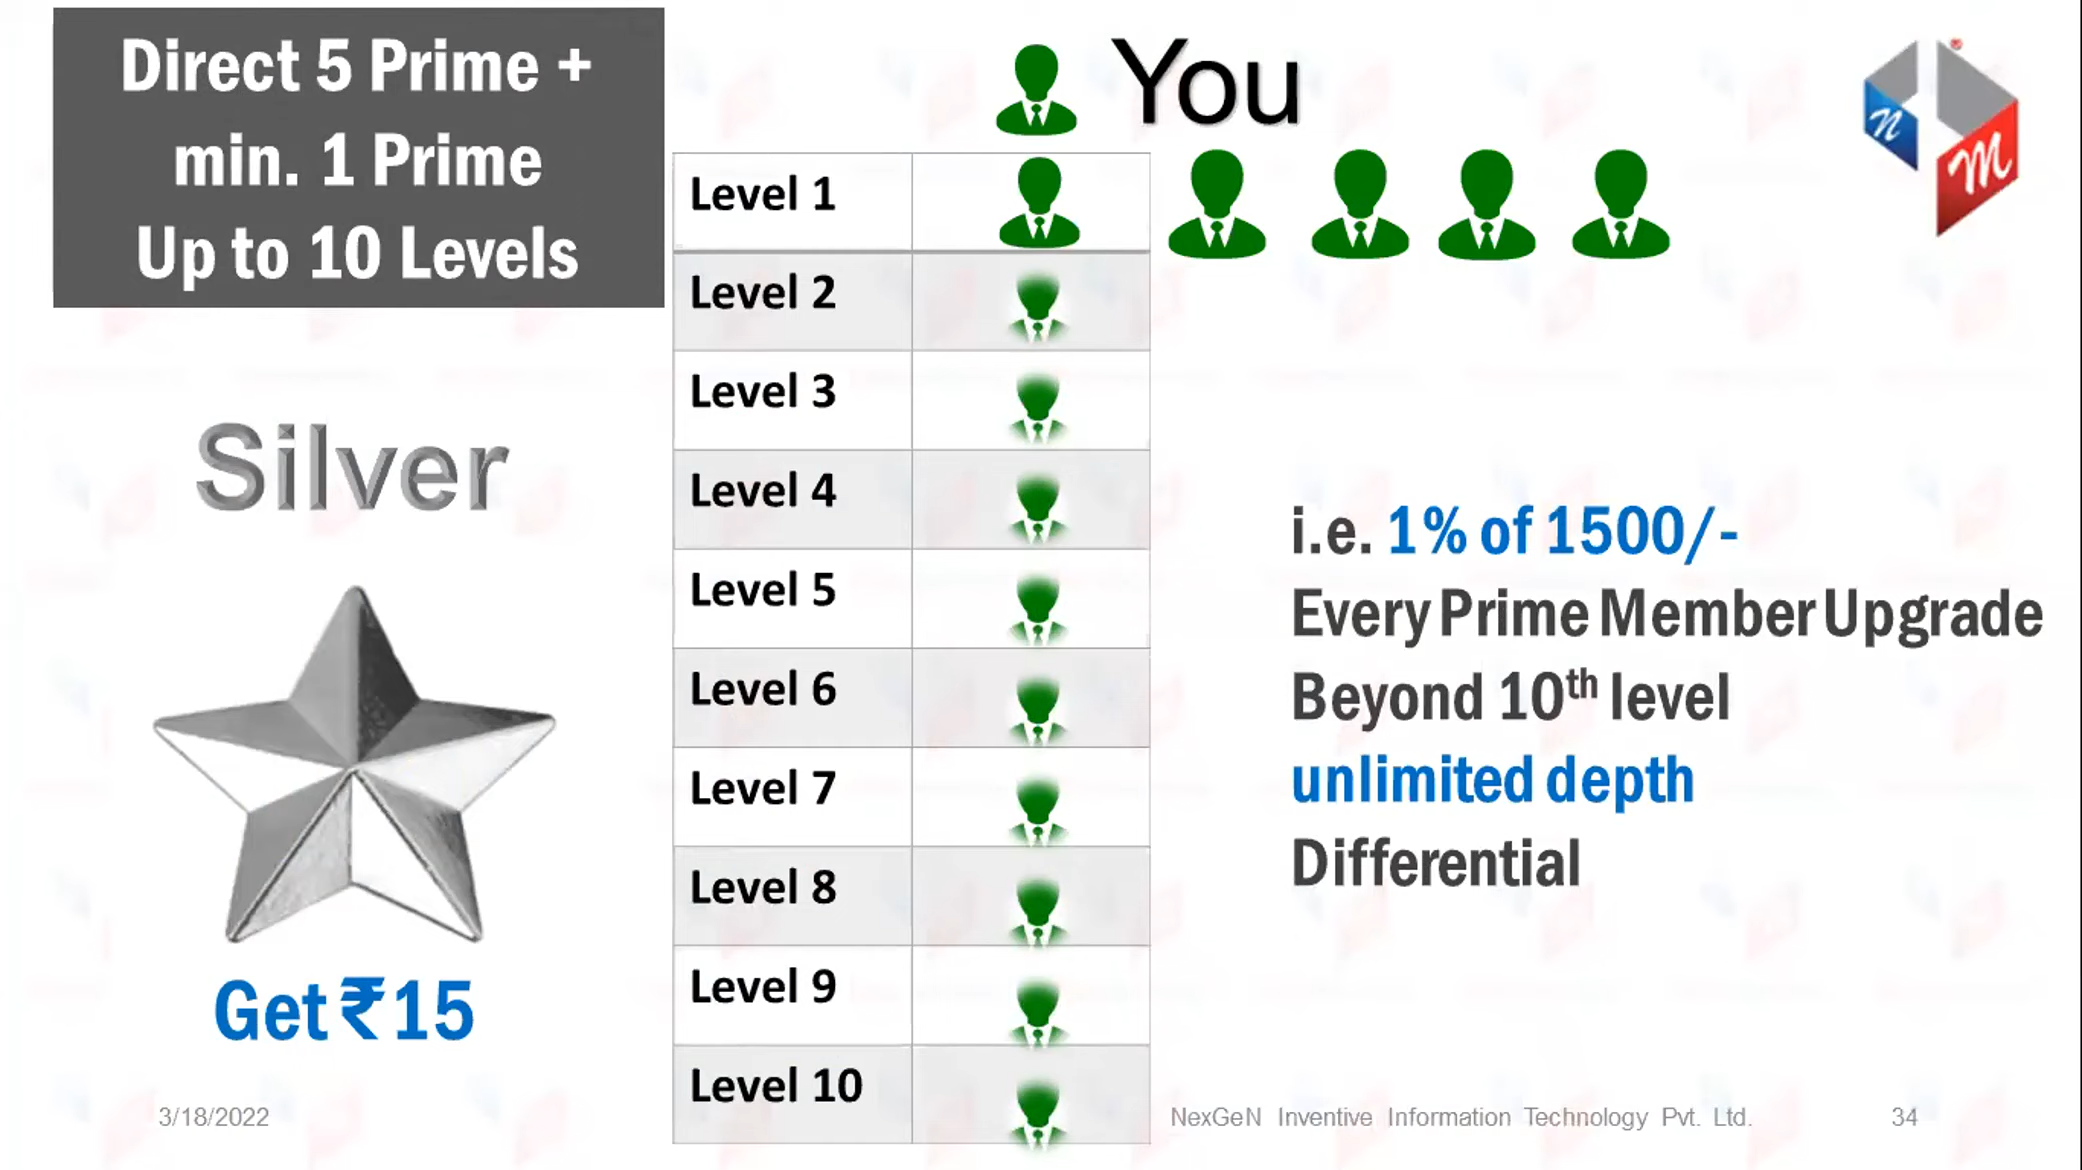 Direct 5 Prime +
min. 1 Prime
Up to 10 Levels
You
Level 1
Level 2
Level 3
Level 4
Level 5
Level 6
Level 7
Level 8
Level 9
Level 10
Silver
Get ₹ 15
i.e. 1% of 1500/-
Every Prime Member Upgrade
Beyond 10th level
unlimited depth
Differential
n
m
®
3/18/2022
NexGeN Inventive Information Technology Pvt. Ltd.
34